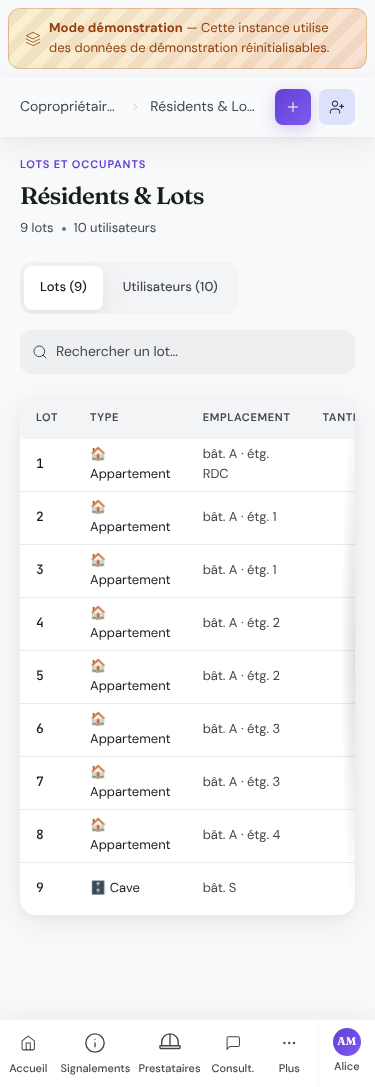 Mode démonstration — Cette instance utilise
des données de démonstration réinitialisables.
Copropriétair... > Résidents & Lo...
LOTS ET OCCUPANTS
Résidents & Lots
9 lots • 10 utilisateurs
Lots (9) Utilisateurs (10)
Rechercher un lot...
LOT TYPE EMPLACEMENT TANTI
1 Appartement bât. A · étg. RDC
2 Appartement bât. A · étg. 1
3 Appartement bât. A · étg. 1
4 Appartement bât. A · étg. 2
5 Appartement bât. A · étg. 2
6 Appartement bât. A · étg. 3
7 Appartement bât. A · étg. 3
8 Appartement bât. A · étg. 4
9 Cave bât. S
AM
Accueil Signalements Prestataires Consult. Plus Alice